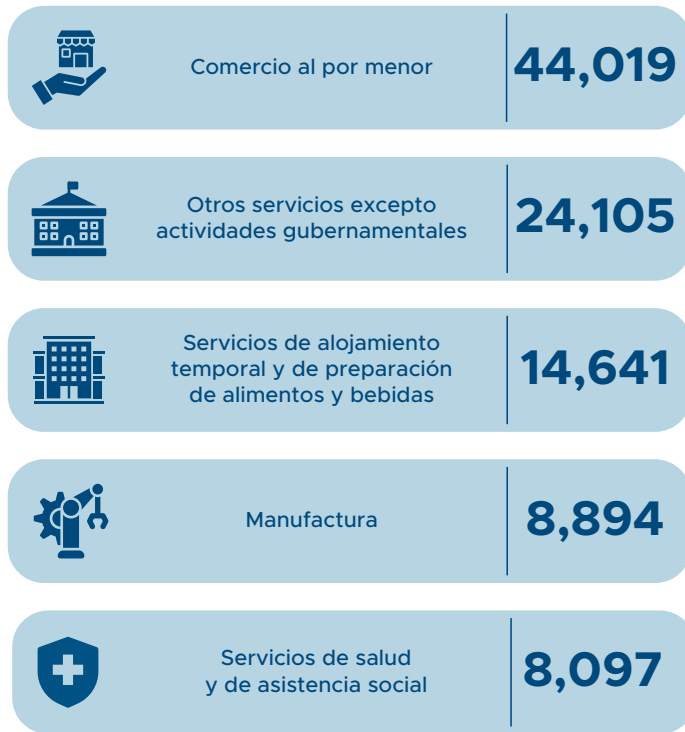 Comercio al por menor
44,019
Otros servicios excepto
actividades gubernamentales
24,105
Servicios de alojamiento
temporal y de preparación
de alimentos y bebidas
14,641
Manufactura
8,894
Servicios de salud
y de asistencia social
8,097